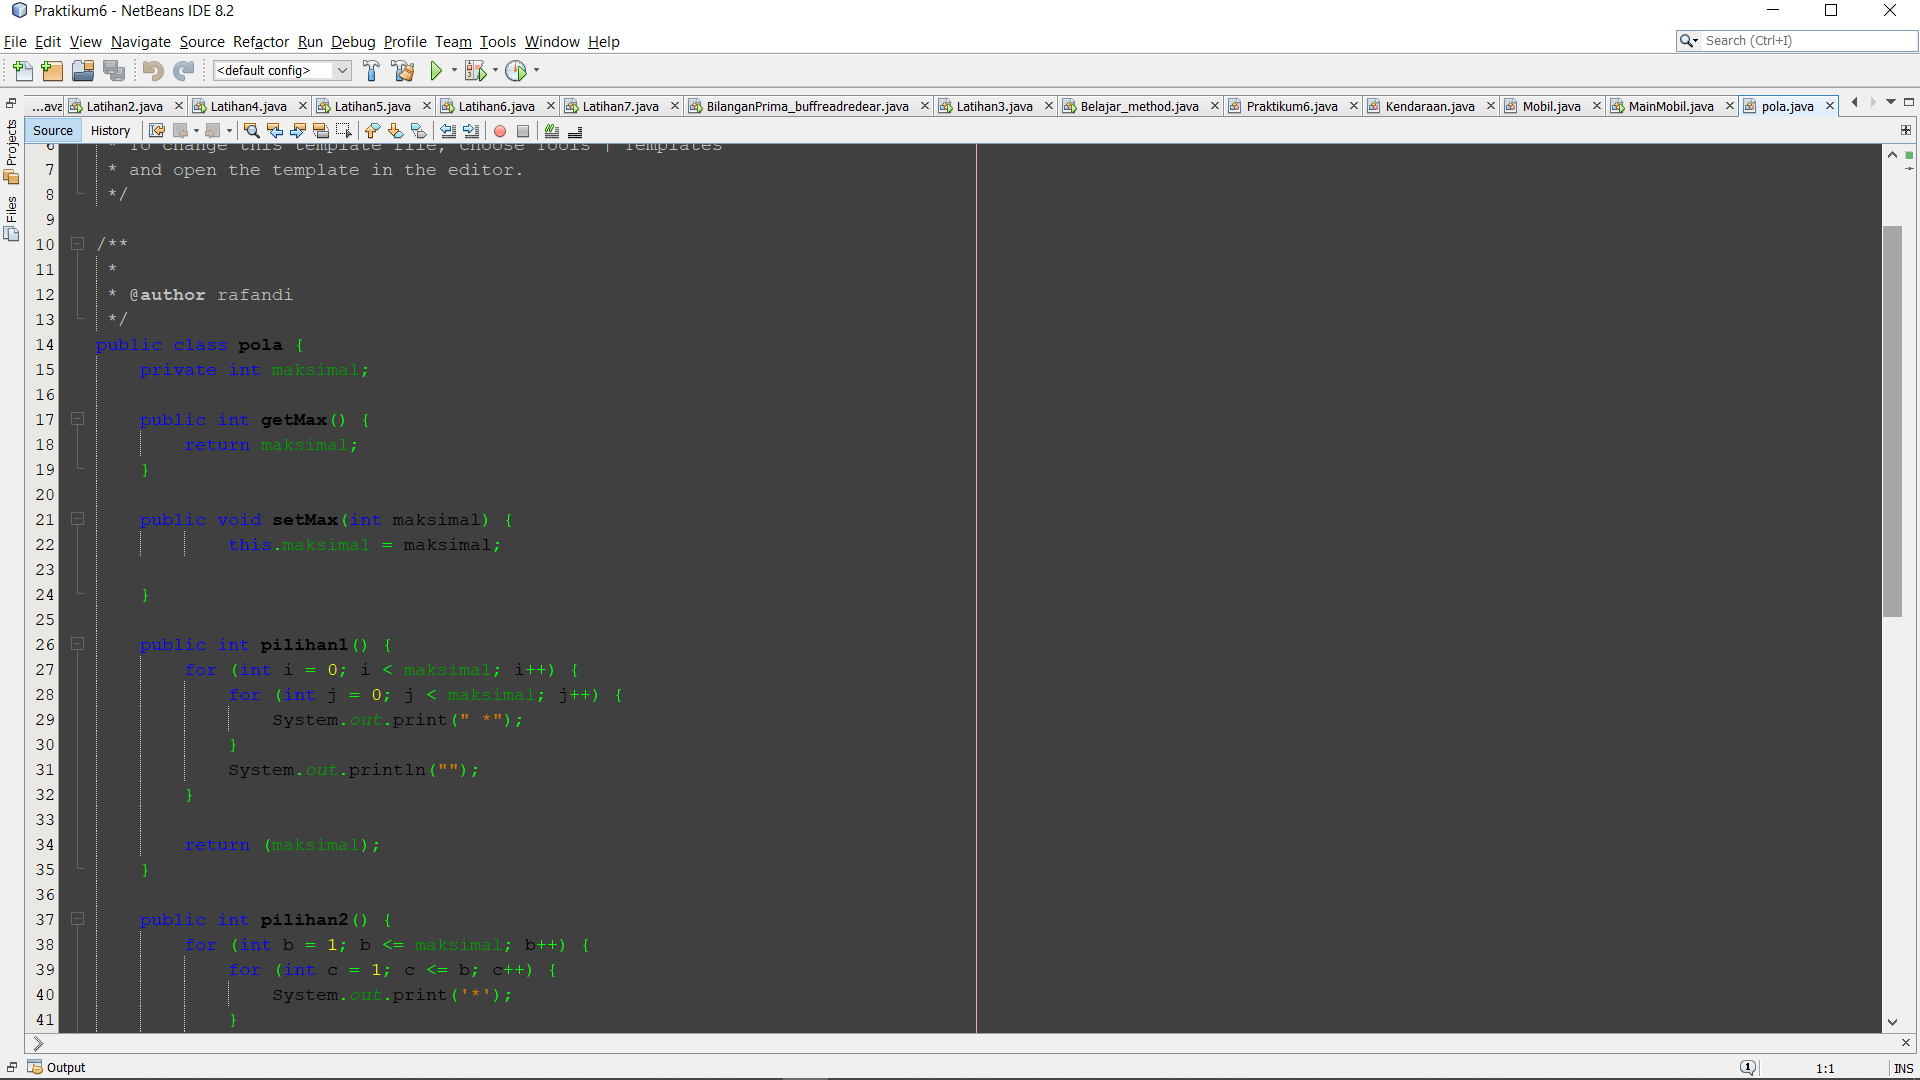 Praktikum6 - NetBeans IDE 8.2
File Edit View Navigate Source Refactor Run Debug Profile Team Tools Window Help
Search (Ctrl+I)
<default config>
...ava Latihan2.java Latihan4.java Latihan5.java Latihan6.java Latihan7.java BilanganPrima_buffreadredear.java Latihan3.java Belajar_method.java Praktikum6.java Kendaraan.java Mobil.java MainMobil.java pola.java
Source History
Projects
Files
6 * To change this template file, choose Tools | Templates
7 * and open the template in the editor.
8 */
9
10 /**
11 *
12 * @author rafandi
13 */
14 public class pola {
15 private int maksimal;
16
17 public int getMax() {
18 return maksimal;
19 }
20
21 public void setMax(int maksimal) {
22 this.maksimal = maksimal;
23
24 }
25
26 public int pilihan1() {
27 for (int i = 0; i < maksimal; i++) {
28 for (int j = 0; j < maksimal; j++) {
29 System.out.print(" *");
30 }
31 System.out.println("");
32 }
33
34 return (maksimal);
35 }
36
37 public int pilihan2() {
38 for (int b = 1; b <= maksimal; b++) {
39 for (int c = 1; c <= b; c++) {
40 System.out.print('*');
41 }
Output
1
1:1 INS